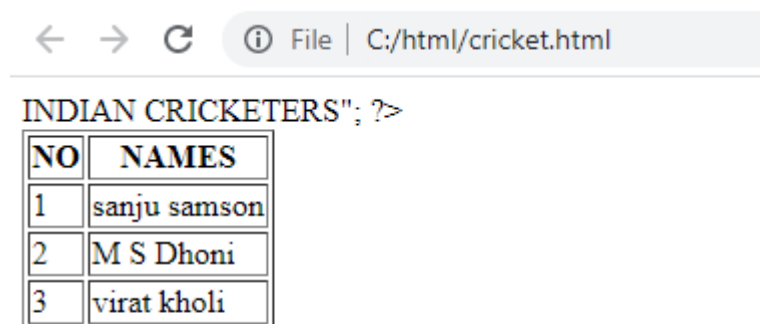 File | C:/html/cricket.html
INDIAN CRICKETERS"; ?>
NO NAMES
1 sanju samson
2 M S Dhoni
3 virat kholi